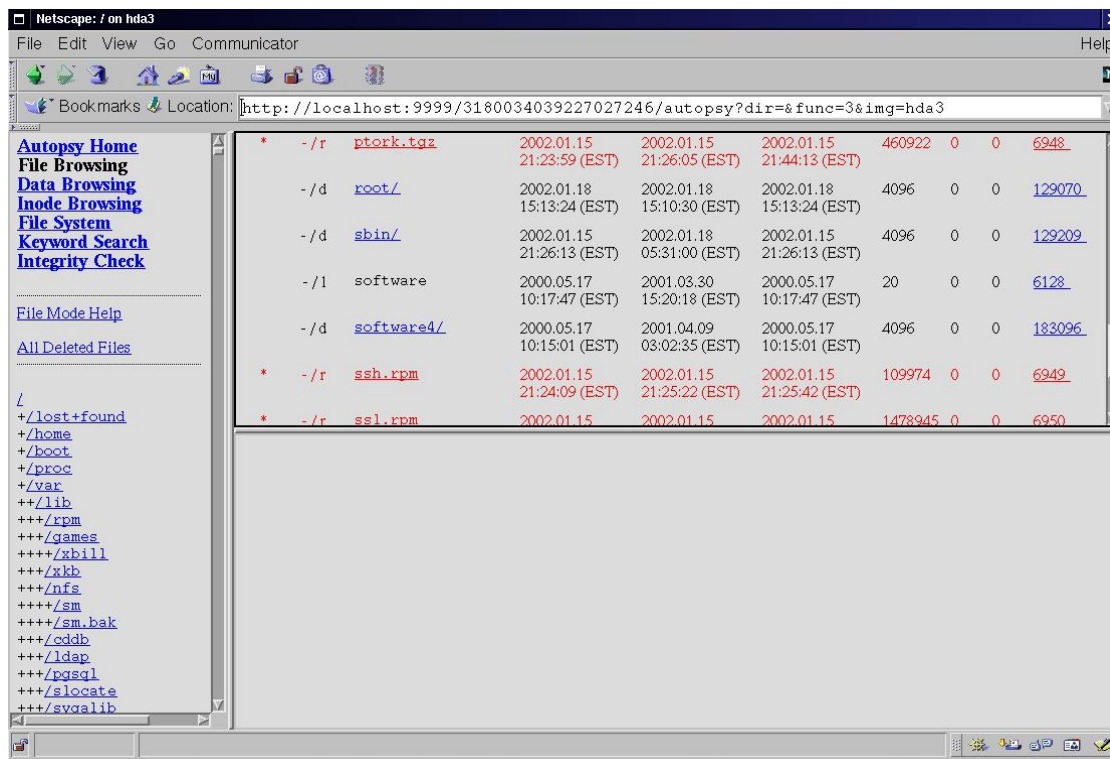 Netscape: / on hda3
File Edit View Go Communicator Help
My
Bookmarks Location: http://localhost:9999/3180034039227027246/autopsy?dir=&func=3&img=hda3
Autopsy Home
File Browsing
Data Browsing
Inode Browsing
File System
Keyword Search
Integrity Check
File Mode Help
All Deleted Files
/
+/lost+found
+/home
+/boot
+/proc
+/var
++/lib
+++/rpm
+++/games
++++/xbill
+++/xkb
+++/nfs
++++/sm
++++/sm.bak
+++/cddb
+++/ldap
+++/pgsql
+++/slocate
+++/svgalib
* -/r ptork.tgz 2002.01.15 2002.01.15 2002.01.15 460922 0 0 6948
21:23:59 (EST) 21:26:05 (EST) 21:44:13 (EST)
-/d root/ 2002.01.18 2002.01.18 2002.01.18 4096 0 0 129070
15:13:24 (EST) 15:10:30 (EST) 15:13:24 (EST)
-/d sbin/ 2002.01.15 2002.01.18 2002.01.15 4096 0 0 129209
21:26:13 (EST) 05:31:00 (EST) 21:26:13 (EST)
-/l software 2000.05.17 2001.03.30 2000.05.17 20 0 0 6128
10:17:47 (EST) 15:20:18 (EST) 10:17:47 (EST)
-/d software4/ 2000.05.17 2001.04.09 2000.05.17 4096 0 0 183096
10:15:01 (EST) 03:02:35 (EST) 10:15:01 (EST)
* -/r ssh.rpm 2002.01.15 2002.01.15 2002.01.15 109974 0 0 6949
21:24:09 (EST) 21:25:22 (EST) 21:25:42 (EST)
* -/r ssl.rpm 2002.01.15 2002.01.15 2002.01.15 1478945 0 0 6950